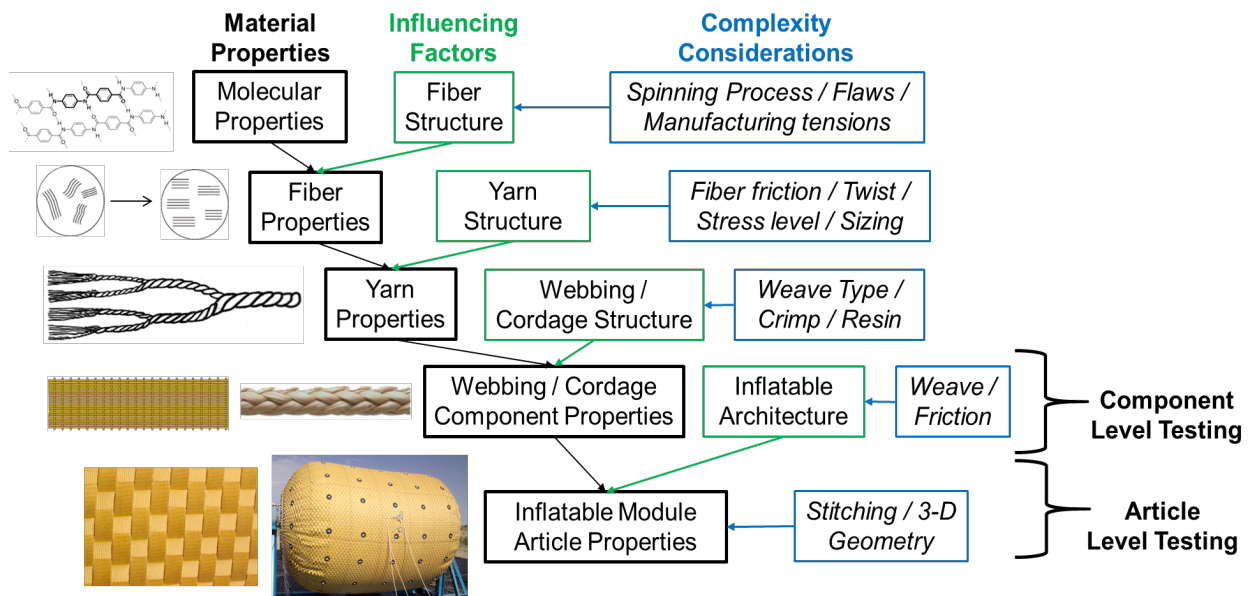 Material
Properties
Influencing
Factors
Complexity
Considerations
Molecular
Properties
Fiber
Structure
Spinning Process / Flaws /
Manufacturing tensions
Fiber
Properties
Yarn
Structure
Fiber friction / Twist /
Stress level / Sizing
Yarn
Properties
Webbing /
Cordage Structure
Weave Type /
Crimp / Resin
Webbing / Cordage
Component Properties
Inflatable
Architecture
Weave /
Friction
Component
Level Testing
Inflatable Module
Article Properties
Stitching / 3-D
Geometry
Article
Level Testing